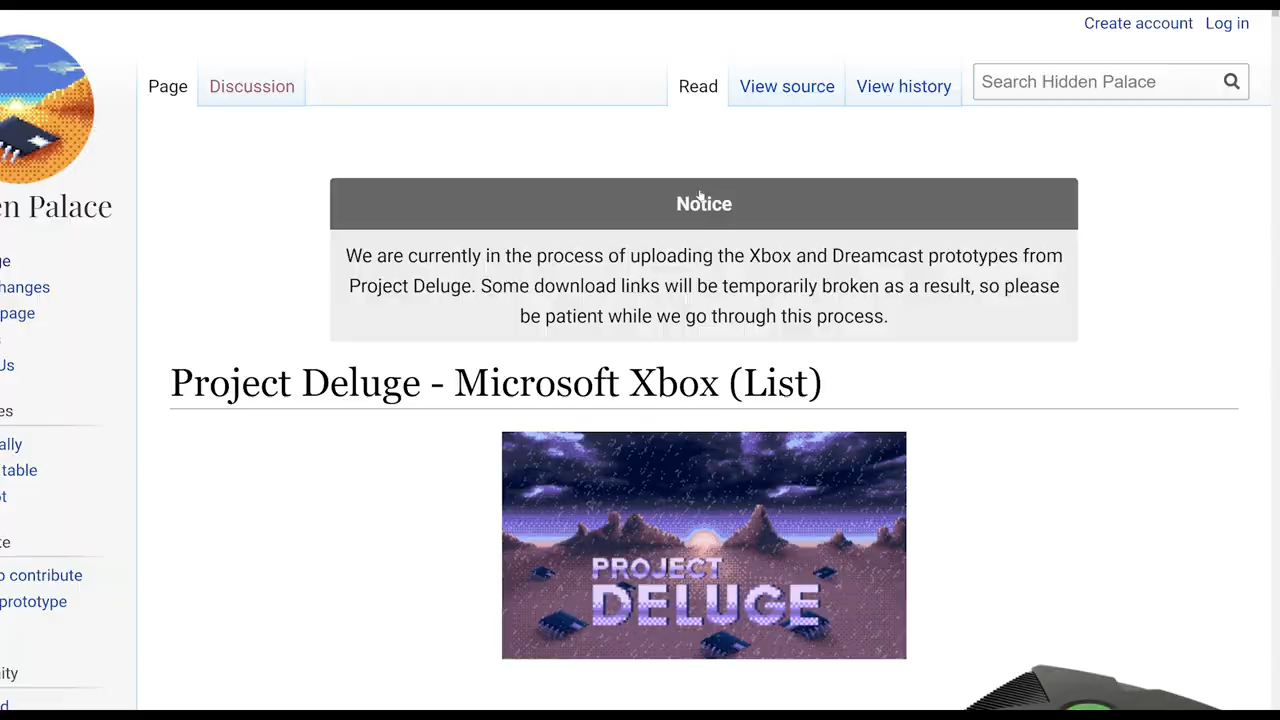 Create account Log in
Page Discussion Read View source View history Search Hidden Palace
en Palace
Notice
We are currently in the process of uploading the Xbox and Dreamcast prototypes from
Project Deluge. Some download links will be temporarily broken as a result, so please
be patient while we go through this process.
ge
hanges
page
s
Us
es
ally
table
ot
te
o contribute
prototype
ity
d
Project Deluge - Microsoft Xbox (List)
PROJECT
DELUGE